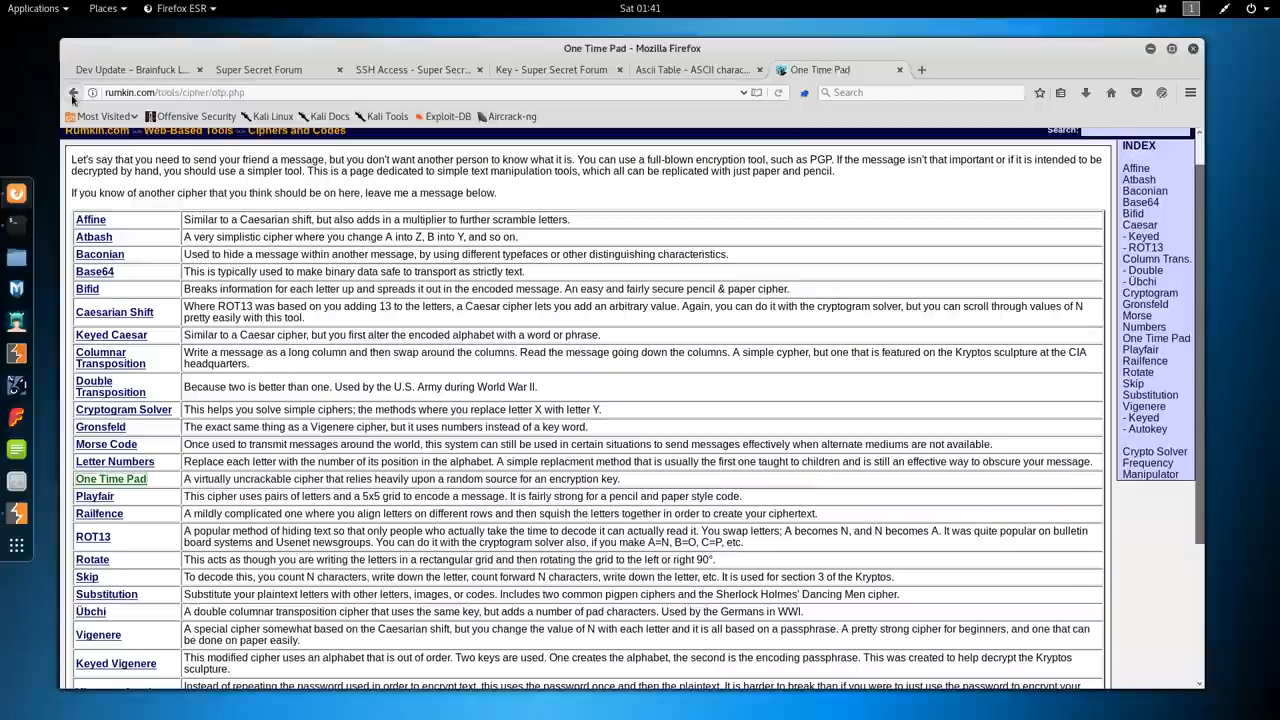 Applications Places Firefox ESR Sat 01:41 1
One Time Pad - Mozilla Firefox
Dev Update – Brainfuck L... Super Secret Forum SSH Access - Super Secr... Key - Super Secret Forum Ascii Table - ASCII charac... One Time Pad
rumkin.com/tools/cipher/otp.php Search
Most Visited Offensive Security Kali Linux Kali Docs Kali Tools Exploit-DB Aircrack-ng
Rumkin.com >> Web-Based Tools >> Ciphers and Codes Search:
Let's say that you need to send your friend a message, but you don't want another person to know what it is. You can use a full-blown encryption tool, such as PGP. If the message isn't that important or if it is intended to be
decrypted by hand, you should use a simpler tool. This is a page dedicated to simple text manipulation tools, which all can be replicated with just paper and pencil.
If you know of another cipher that you think should be on here, leave me a message below.
Affine Similar to a Caesarian shift, but also adds in a multiplier to further scramble letters.
Atbash A very simplistic cipher where you change A into Z, B into Y, and so on.
Baconian Used to hide a message within another message, by using different typefaces or other distinguishing characteristics.
Base64 This is typically used to make binary data safe to transport as strictly text.
Bifid Breaks information for each letter up and spreads it out in the encoded message. An easy and fairly secure pencil & paper cipher.
Caesarian Shift Where ROT13 was based on you adding 13 to the letters, a Caesar cipher lets you add an arbitrary value. Again, you can do it with the cryptogram solver, but you can scroll through values of N
pretty easily with this tool.
Keyed Caesar Similar to a Caesar cipher, but you first alter the encoded alphabet with a word or phrase.
Columnar
Transposition
Write a message as a long column and then swap around the columns. Read the message going down the columns. A simple cypher, but one that is featured on the Kryptos sculpture at the CIA
headquarters.
Double
Transposition
Because two is better than one. Used by the U.S. Army during World War II.
Cryptogram Solver This helps you solve simple ciphers; the methods where you replace letter X with letter Y.
Gronsfeld The exact same thing as a Vigenere cipher, but it uses numbers instead of a key word.
Morse Code Once used to transmit messages around the world, this system can still be used in certain situations to send messages effectively when alternate mediums are not available.
Letter Numbers Replace each letter with the number of its position in the alphabet. A simple replacment method that is usually the first one taught to children and is still an effective way to obscure your message.
One Time Pad A virtually uncrackable cipher that relies heavily upon a random source for an encryption key.
Playfair This cipher uses pairs of letters and a 5x5 grid to encode a message. It is fairly strong for a pencil and paper style code.
Railfence A mildly complicated one where you align letters on different rows and then squish the letters together in order to create your ciphertext.
ROT13 A popular method of hiding text so that only people who actually take the time to decode it can actually read it. You swap letters; A becomes N, and N becomes A. It was quite popular on bulletin
board systems and Usenet newsgroups. You can do it with the cryptogram solver also, if you make A=N, B=O, C=P, etc.
Rotate This acts as though you are writing the letters in a rectangular grid and then rotating the grid to the left or right 90°.
Skip To decode this, you count N characters, write down the letter, count forward N characters, write down the letter, etc. It is used for section 3 of the Kryptos.
Substitution Substitute your plaintext letters with other letters, images, or codes. Includes two common pigpen ciphers and the Sherlock Holmes' Dancing Men cipher.
Übchi A double columnar transposition cipher that uses the same key, but adds a number of pad characters. Used by the Germans in WWI.
Vigenere A special cipher somewhat based on the Caesarian shift, but you change the value of N with each letter and it is all based on a passphrase. A pretty strong cipher for beginners, and one that can
be done on paper easily.
Keyed Vigenere This modified cipher uses an alphabet that is out of order. Two keys are used. One creates the alphabet, the second is the encoding passphrase. This was created to help decrypt the Kryptos
sculpture.
Instead of repeating the password used in order to encrypt text, this uses the password once and then the plaintext. It is harder to break than if you were to just use the password to encrypt your
INDEX
Affine
Atbash
Baconian
Base64
Bifid
Caesar
- Keyed
- ROT13
Column Trans.
- Double
- Übchi
Cryptogram
Gronsfeld
Morse
Numbers
One Time Pad
Playfair
Railfence
Rotate
Skip
Substitution
Vigenere
- Keyed
- Autokey
Crypto Solver
Frequency
Manipulator